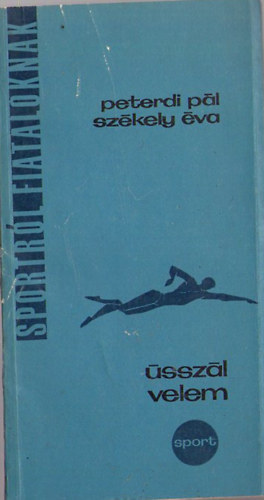 SPORTRÓL FIATALOKNAK
peterdi pál
székely éva
ússzál
velem
sport